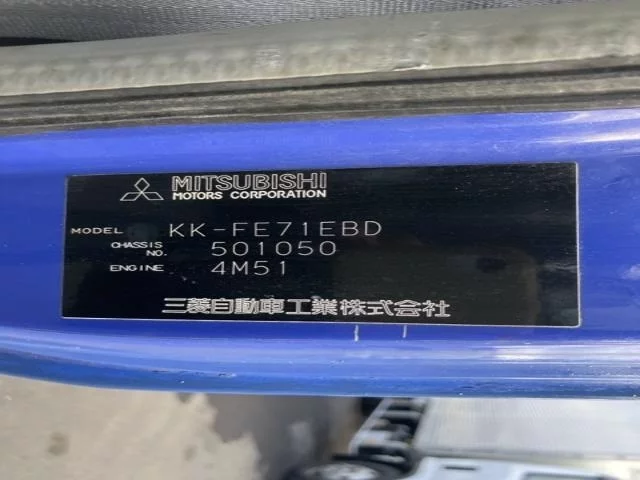 MITSUBISHI
MOTORS CORPORATION
MODEL KK-FE71EBD
CHASSIS NO. 501050
ENGINE 4M51
三菱自動車工業株式会社